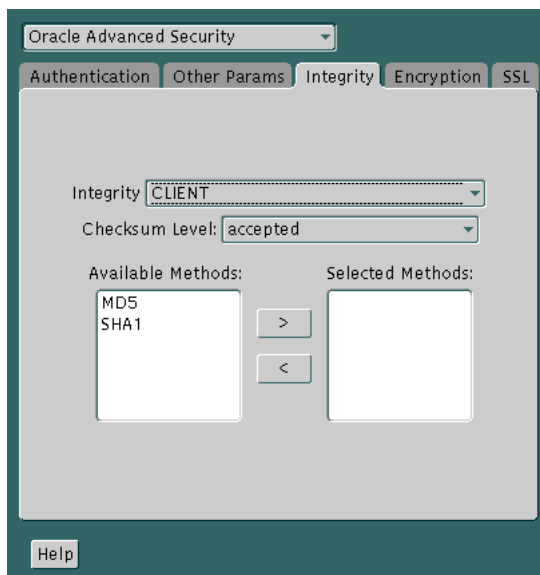 Oracle Advanced Security
Authentication Other Params Integrity Encryption SSL
Integrity CLIENT
Checksum Level: accepted
Available Methods: Selected Methods:
MD5
SHA1
>
<
Help